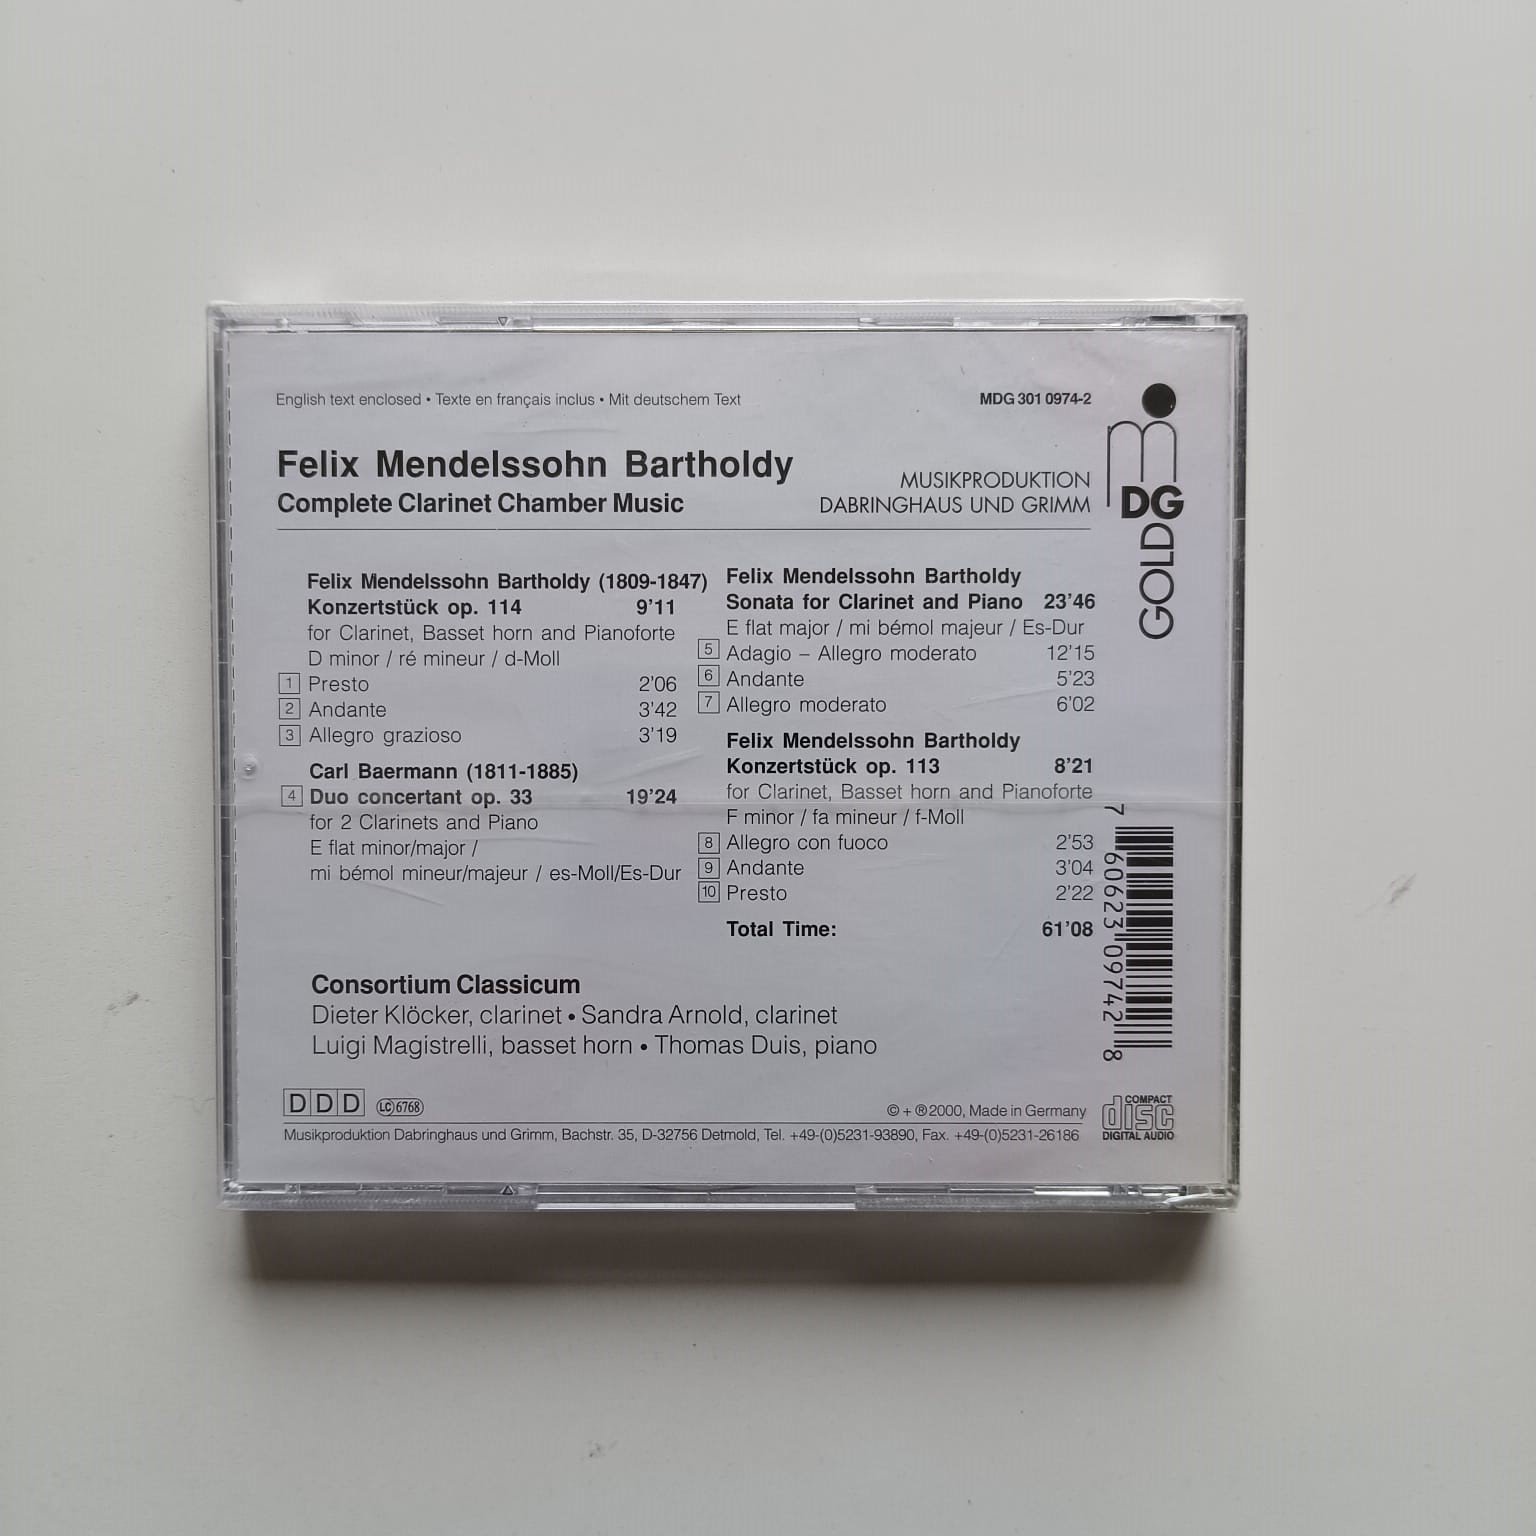 English text enclosed • Texte en français inclus • Mit deutschem Text
MDG 301 0974-2
Felix Mendelssohn Bartholdy
Complete Clarinet Chamber Music
MUSIKPRODUKTION
DABRINGHAUS UND GRIMM
DG
GOLD
Felix Mendelssohn Bartholdy (1809-1847)
Konzertstück op. 114 9'11
for Clarinet, Basset horn and Pianoforte
D minor / ré mineur / d-Moll
1 Presto 2'06
2 Andante 3'42
3 Allegro grazioso 3'19
Carl Baermann (1811-1885)
4 Duo concertant op. 33 19'24
for 2 Clarinets and Piano
E flat minor/major /
mi bémol mineur/majeur / es-Moll/Es-Dur
Felix Mendelssohn Bartholdy
Sonata for Clarinet and Piano 23'46
E flat major / mi bémol majeur / Es-Dur
5 Adagio – Allegro moderato 12'15
6 Andante 5'23
7 Allegro moderato 6'02
Felix Mendelssohn Bartholdy
Konzertstück op. 113 8'21
for Clarinet, Basset horn and Pianoforte
F minor / fa mineur / f-Moll
8 Allegro con fuoco 2'53
9 Andante 3'04
10 Presto 2'22
Total Time: 61'08
7 60623 09742 8
Consortium Classicum
Dieter Klöcker, clarinet • Sandra Arnold, clarinet
Luigi Magistrelli, basset horn • Thomas Duis, piano
DDD LC 6768
© + ℗ 2000, Made in Germany
Musikproduktion Dabringhaus und Grimm, Bachstr. 35, D-32756 Detmold, Tel. +49-(0)5231-93890, Fax. +49-(0)5231-26186
COMPACT
disc
DIGITAL AUDIO